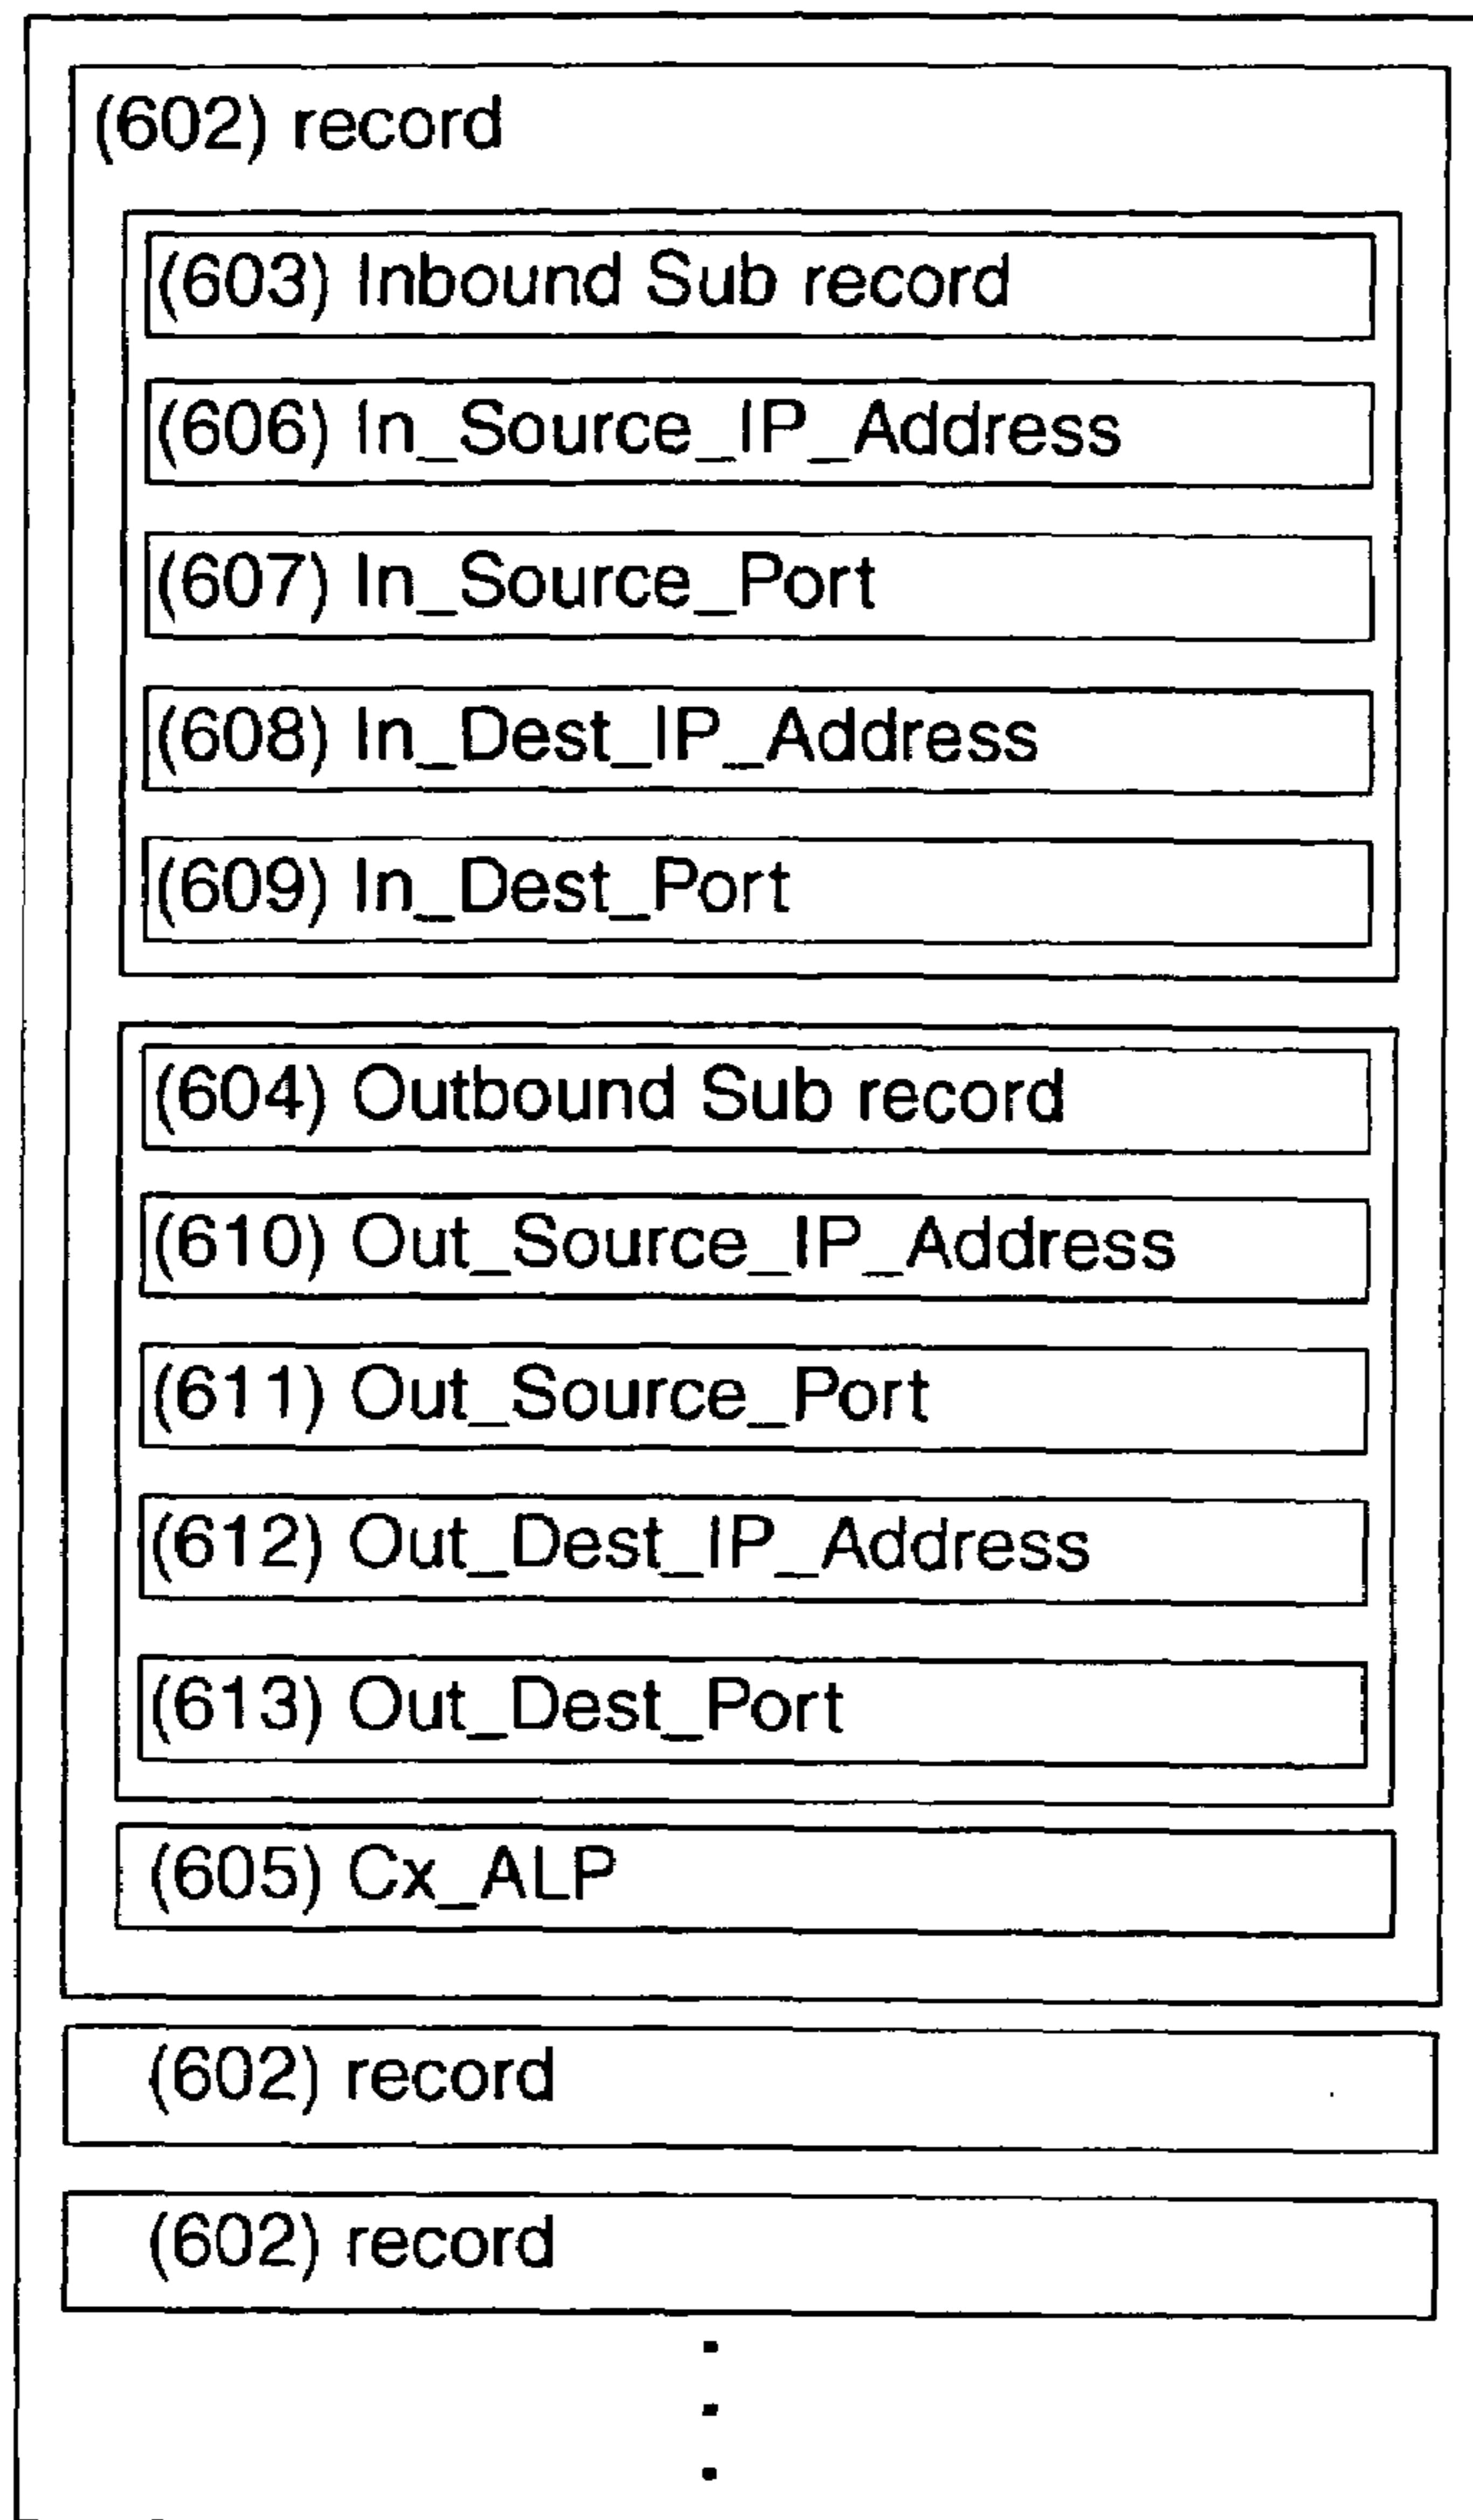 (602) record
(603) Inbound Sub record
(606) In_Source_IP_Address
(607) In_Source_Port
(608) In_Dest_IP_Address
(609) In_Dest_Port
(604) Outbound Sub record
(610) Out_Source_IP_Address
(611) Out_Source_Port
(612) Out_Dest_IP_Address
(613) Out_Dest_Port
(605) Cx_ALP
(602) record
(602) record